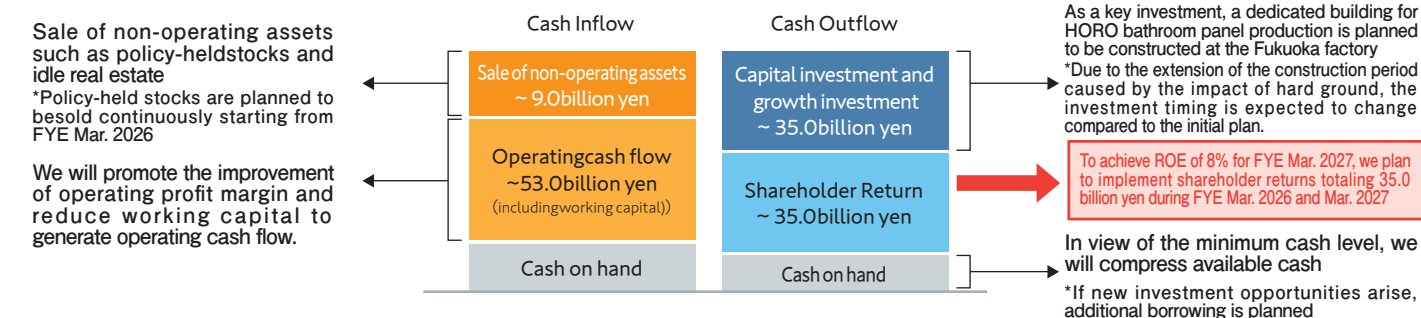 Sale of non-operating assets
such as policy-heldstocks and
idle real estate
*Policy-held stocks are planned to
besold continuously starting from
FYE Mar. 2026
We will promote the improvement
of operating profit margin and
reduce working capital to
generate operating cash flow.
Cash Inflow
Sale of non-operating assets
~ 9.0billion yen
Operatingcash flow
~53.0billion yen
(includingworking capital))
Cash on hand
Cash Outflow
Capital investment and
growth investment
~ 35.0billion yen
Shareholder Return
~ 35.0billion yen
Cash on hand
As a key investment, a dedicated building for
HORO bathroom panel production is planned
to be constructed at the Fukuoka factory
*Due to the extension of the construction period
caused by the impact of hard ground, the
investment timing is expected to change
compared to the initial plan.
To achieve ROE of 8% for FYE Mar. 2027, we plan
to implement shareholder returns totaling 35.0
billion yen during FYE Mar. 2026 and Mar. 2027
In view of the minimum cash level, we
will compress available cash
*If new investment opportunities arise,
additional borrowing is planned